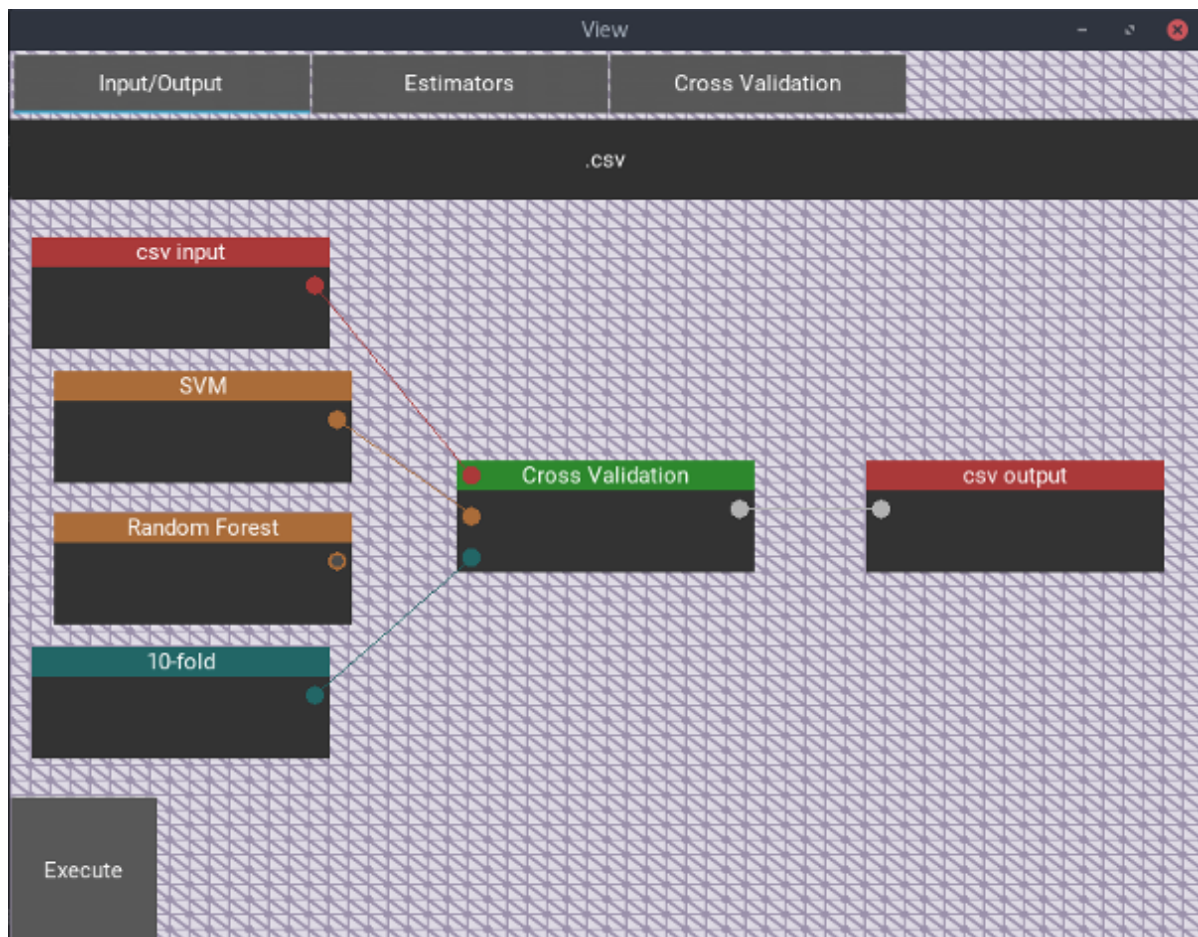 View
Input/Output
Estimators
Cross Validation
.csv
csv input
SVM
Random Forest
10-fold
Cross Validation
csv output
Execute